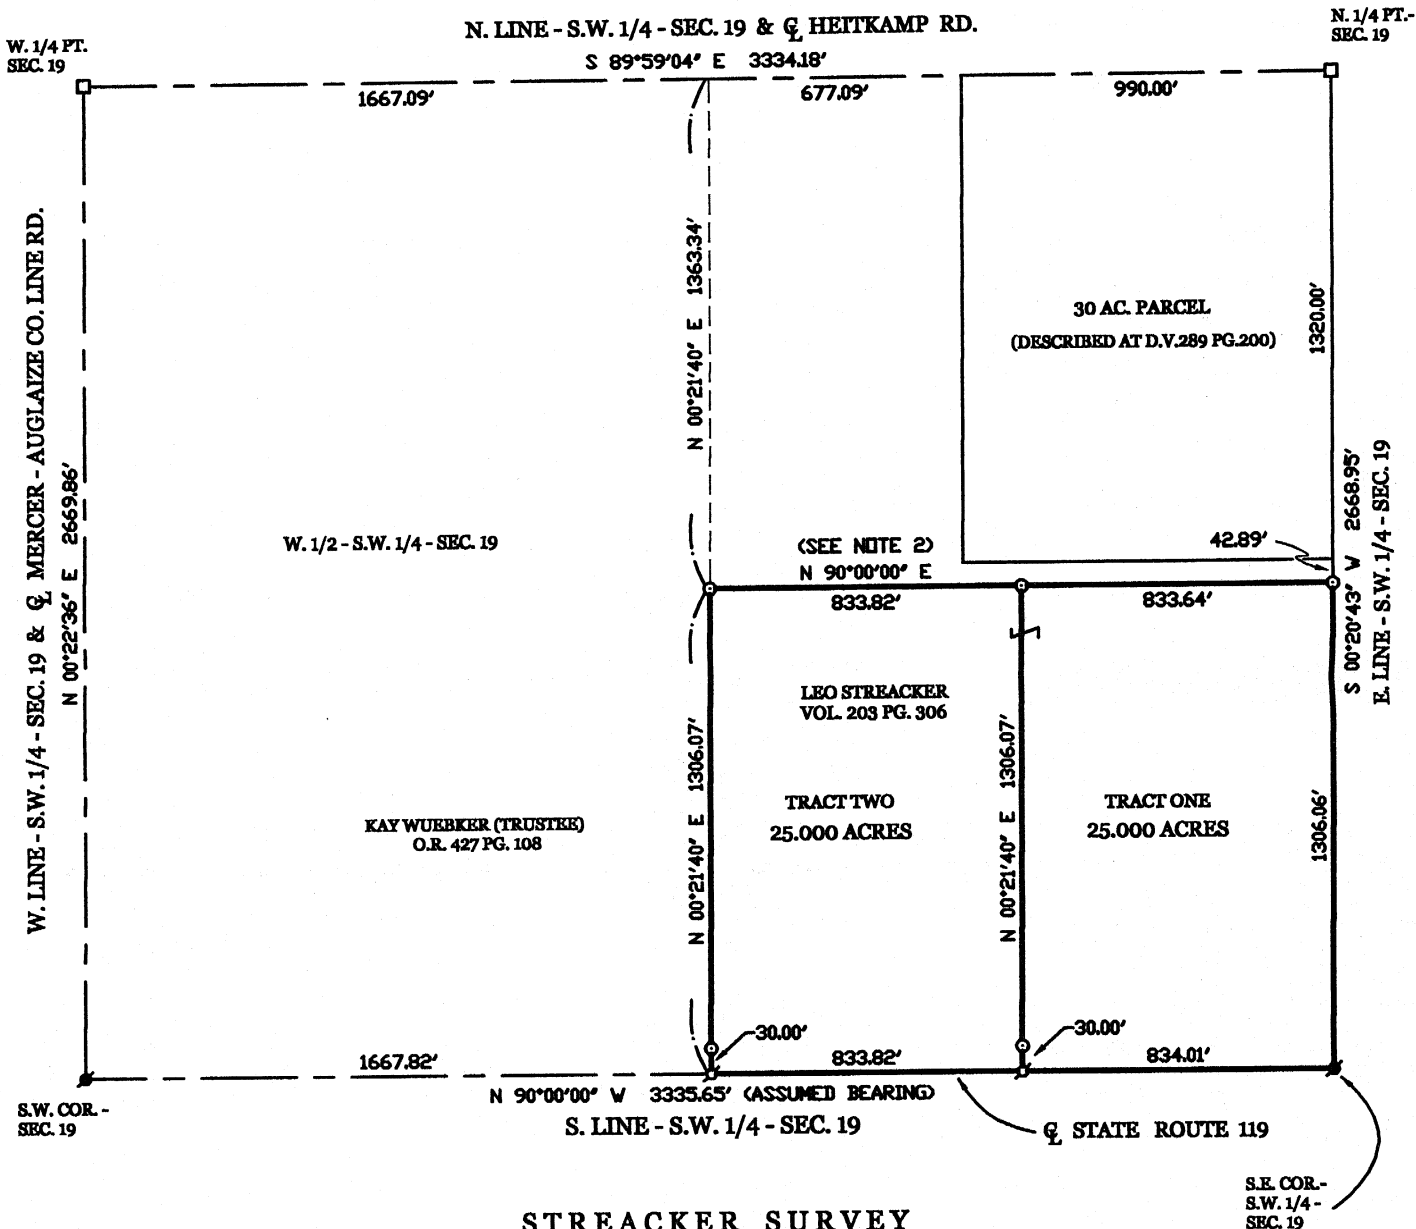 N. LINE - S.W. 1/4 - SEC. 19 & ℄ HEITKAMP RD.
N. 1/4 PT.-
SEC. 19
W. 1/4 PT.
SEC. 19
S 89°59'04" E 3334.18'
1667.09'
677.09'
990.00'
W. LINE - S.W. 1/4 - SEC. 19 & ℄ MERCER - AUGLAIZE CO. LINE RD.
N 00°22'36" E 2669.86'
N 00°21'40" E 1363.34'
30 AC. PARCEL
(DESCRIBED AT D.V.289 PG.200)
1320.00'
S 00°20'43" W 2668.95'
E. LINE - S.W. 1/4 - SEC. 19
W. 1/2 - S.W. 1/4 - SEC. 19
42.89'
(SEE NOTE 2)
N 90°00'00" E
833.82'
833.64'
LEO STREACKER
VOL. 203 PG. 306
N 00°21'40" E 1306.07'
N 00°21'40" E 1306.07'
TRACT TWO
25.000 ACRES
TRACT ONE
25.000 ACRES
1306.06'
KAY WUEBKER (TRUSTEE)
O.R. 427 PG. 108
30.00'
30.00'
1667.82'
833.82'
834.01'
N 90°00'00" W 3335.65' (ASSUMED BEARING)
S. LINE - S.W. 1/4 - SEC. 19
S.W. COR. -
SEC. 19
℄ STATE ROUTE 119
S.E. COR.-
S.W. 1/4 -
SEC. 19
STREACKER SURVEY